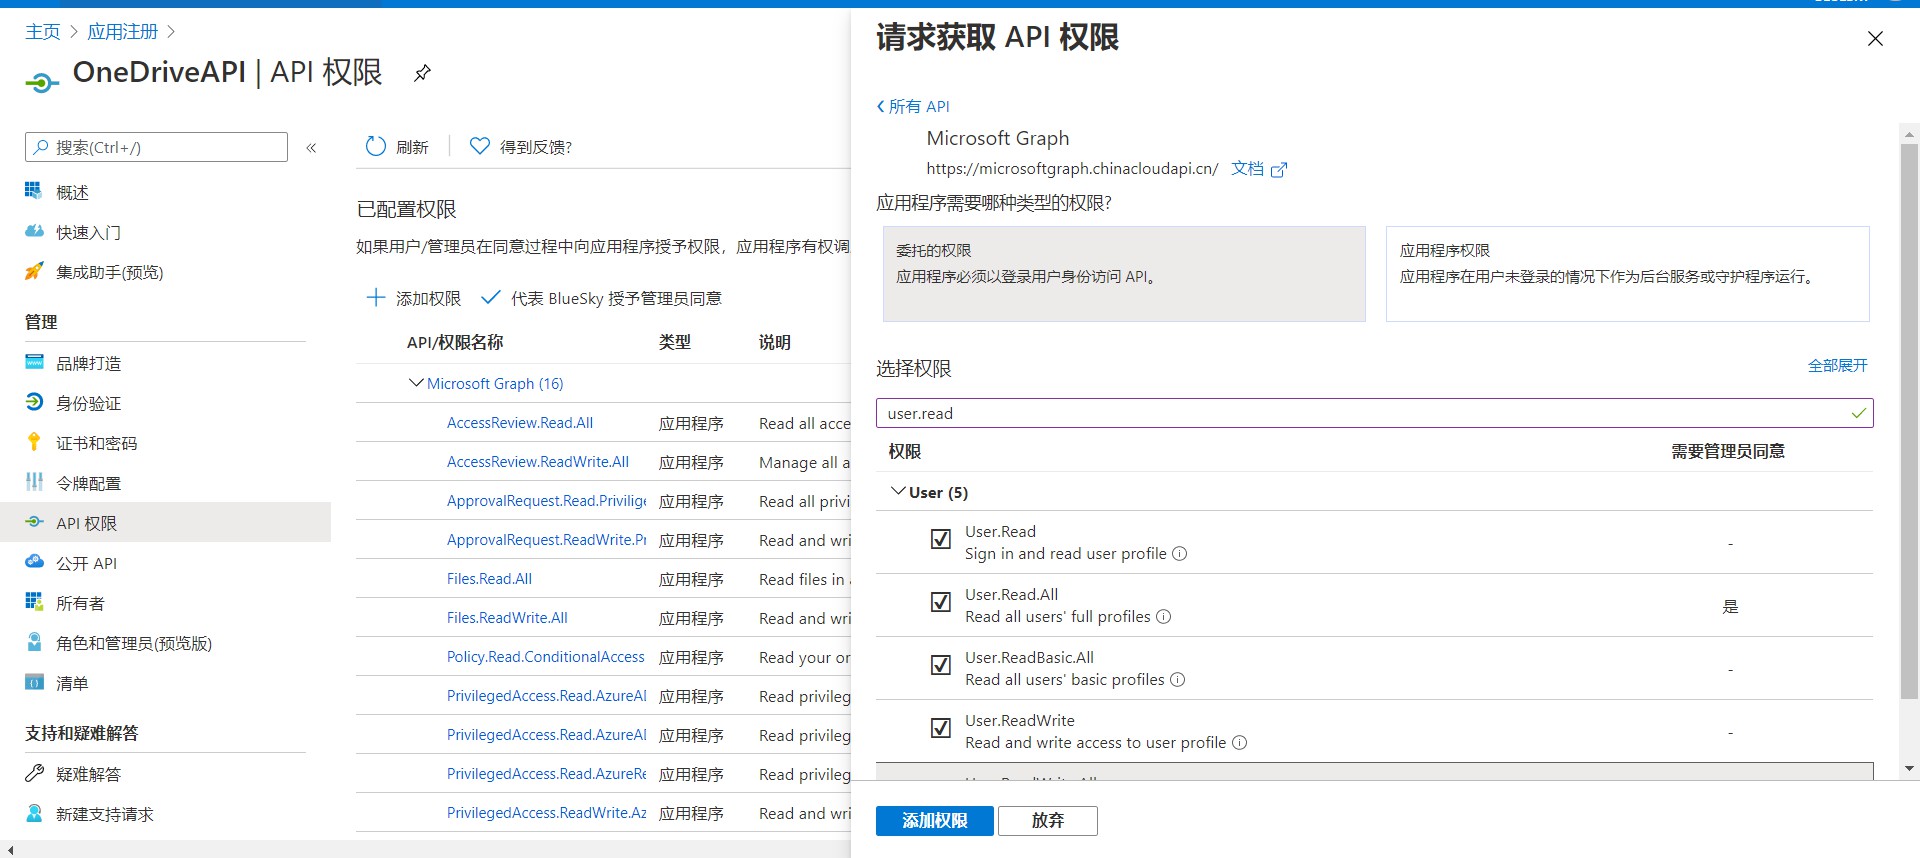 主页 > 应用注册 >
OneDriveAPI | API 权限
搜索(Ctrl+/)
«
概述
快速入门
集成助手(预览)
管理
品牌打造
身份验证
证书和密码
令牌配置
API 权限
公开 API
所有者
角色和管理员(预览版)
清单
支持和疑难解答
疑难解答
新建支持请求
刷新
得到反馈?
已配置权限
如果用户/管理员在同意过程中向应用程序授予权限，应用程序有权调
添加权限
代表 BlueSky 授予管理员同意
API/权限名称 类型 说明
Microsoft Graph (16)
AccessReview.Read.All 应用程序 Read all acce
AccessReview.ReadWrite.All 应用程序 Manage all a
ApprovalRequest.Read.Privilige 应用程序 Read all privi
ApprovalRequest.ReadWrite.Pr 应用程序 Read and wri
Files.Read.All 应用程序 Read files in
Files.ReadWrite.All 应用程序 Read and wri
Policy.Read.ConditionalAccess 应用程序 Read your or
PrivilegedAccess.Read.AzureAD 应用程序 Read privileg
PrivilegedAccess.Read.AzureAD 应用程序 Read privileg
PrivilegedAccess.Read.AzureRe 应用程序 Read privileg
PrivilegedAccess.ReadWrite.Az 应用程序 Read and wri
请求获取 API 权限
所有 API
Microsoft Graph
https://microsoftgraph.chinacloudapi.cn/ 文档
应用程序需要哪种类型的权限?
委托的权限
应用程序必须以登录用户身份访问 API。
应用程序权限
应用程序在用户未登录的情况下作为后台服务或守护程序运行。
选择权限
全部展开
user.read
权限 需要管理员同意
User (5)
User.Read
Sign in and read user profile
-
User.Read.All
Read all users' full profiles
是
User.ReadBasic.All
Read all users' basic profiles
-
User.ReadWrite
Read and write access to user profile
-
添加权限
放弃